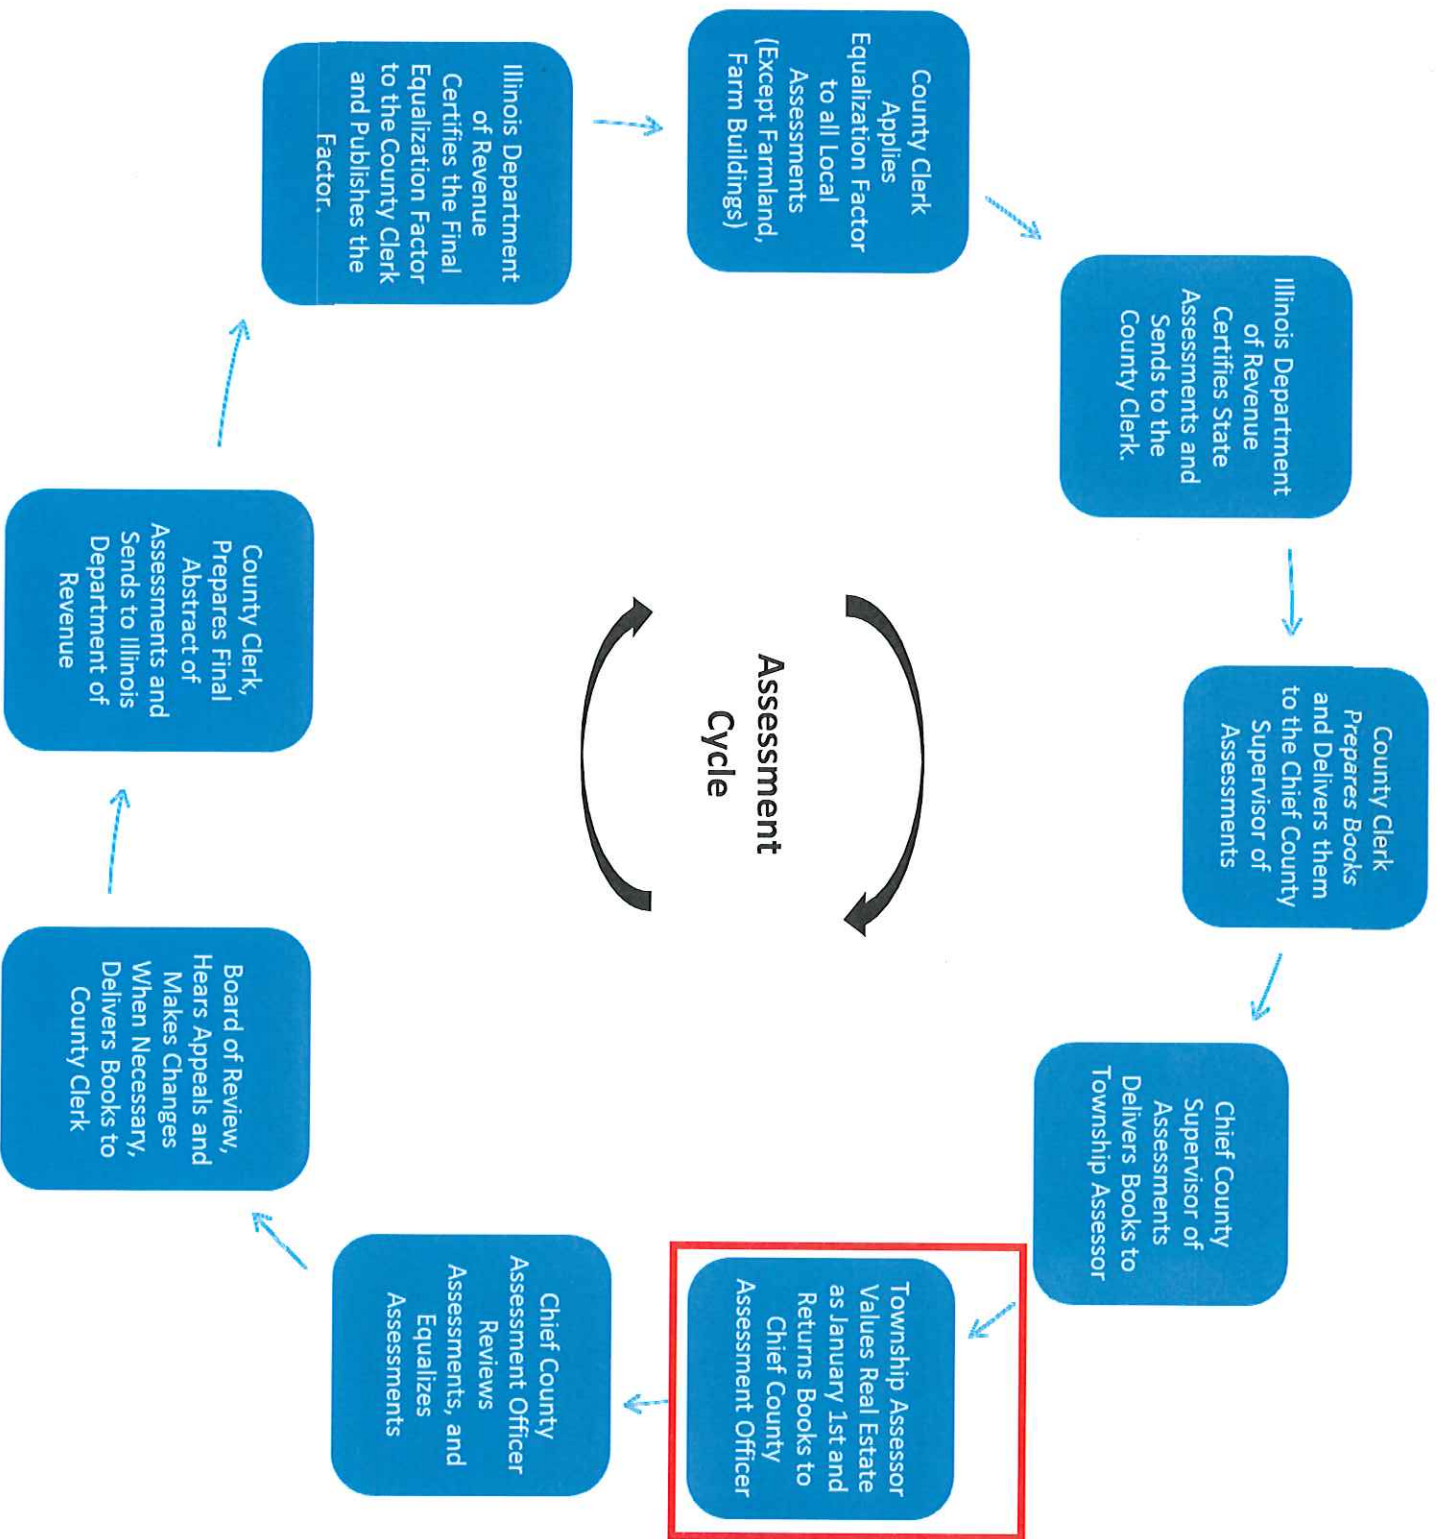 County Clerk
Prepares Books
and Delivers them
to the Chief County
Supervisor of
Assessments
Chief County
Supervisor of
Assessments
Delivers Books to
Township Assessor
Township Assessor
Values Real Estate
as January 1st and
Returns Books to
Chief County
Assessment Officer
Chief County
Assessment Officer
Reviews
Assessments, and
Equalizes
Assessments
Board of Review,
Hears Appeals and
Makes Changes
When Necessary,
Delivers Books to
County Clerk
County Clerk,
Prepares Final
Abstract of
Assessments and
Sends to Illinois
Department of
Revenue
Illinois Department
of Revenue
Certifies the Final
Equalization Factor
to the County Clerk
and Publishes the
Factor.
County Clerk
Applies
Equalization Factor
to all Local
Assessments
(Except Farmland,
Farm Buildings)
Illinois Department
of Revenue
Certifies State
Assessments and
Sends to the
County Clerk.
Assessment
Cycle